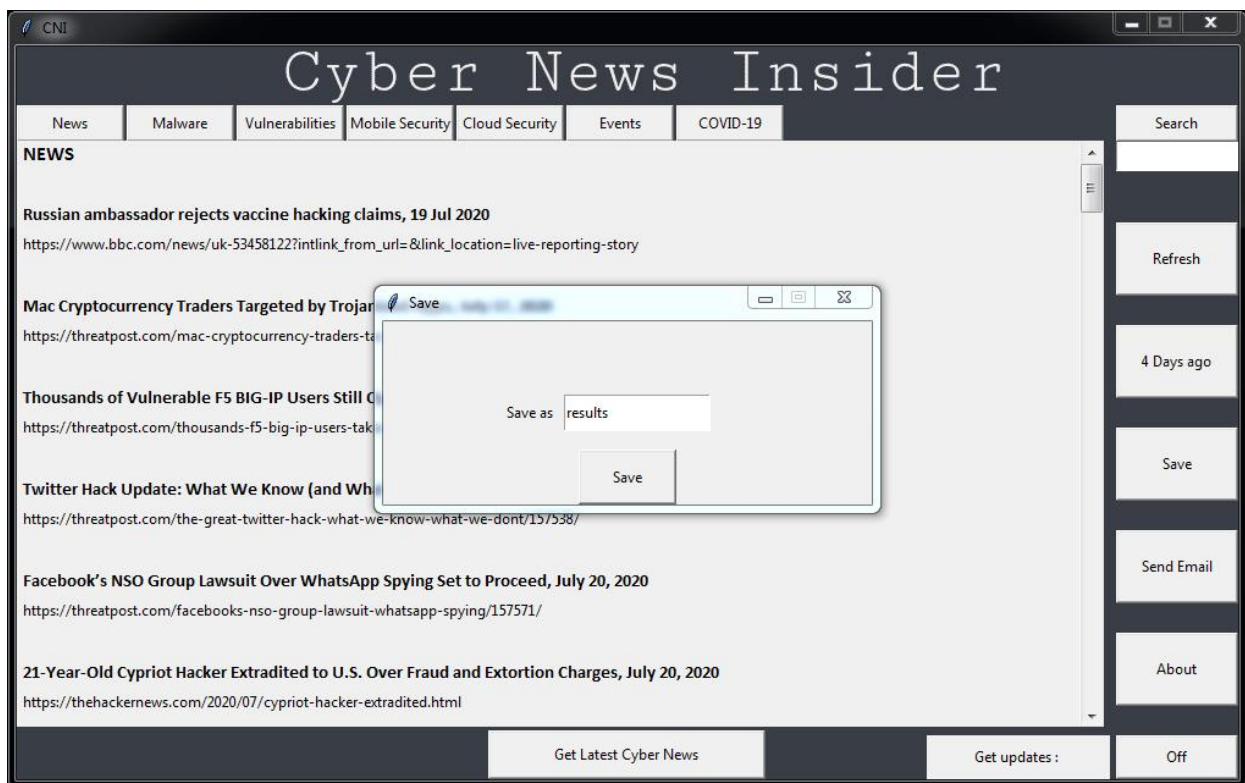 CNI
Cyber News Insider
News Malware Vulnerabilities Mobile Security Cloud Security Events COVID-19 Search
NEWS
Russian ambassador rejects vaccine hacking claims, 19 Jul 2020
https://www.bbc.com/news/uk-53458122?intlink_from_url=&link_location=live-reporting-story
Refresh
Mac Cryptocurrency Traders Targeted by
https://threatpost.com/mac-cryptocurrency-traders-
4 Days ago
Thousands of Vulnerable F5 BIG-IP Users Still
https://threatpost.com/thousands-f5-big-ip-users-
Save
Save as results
Save
Save
Twitter Hack Update: What We Know (and
https://threatpost.com/the-great-twitter-hack-what-we-know-what-we-dont/157538/
Send Email
Facebook’s NSO Group Lawsuit Over WhatsApp Spying Set to Proceed, July 20, 2020
https://threatpost.com/facebooks-nso-group-lawsuit-whatsapp-spying/157571/
About
21-Year-Old Cypriot Hacker Extradited to U.S. Over Fraud and Extortion Charges, July 20, 2020
https://thehackernews.com/2020/07/cypriot-hacker-extradited.html
Get Latest Cyber News Get updates : Off